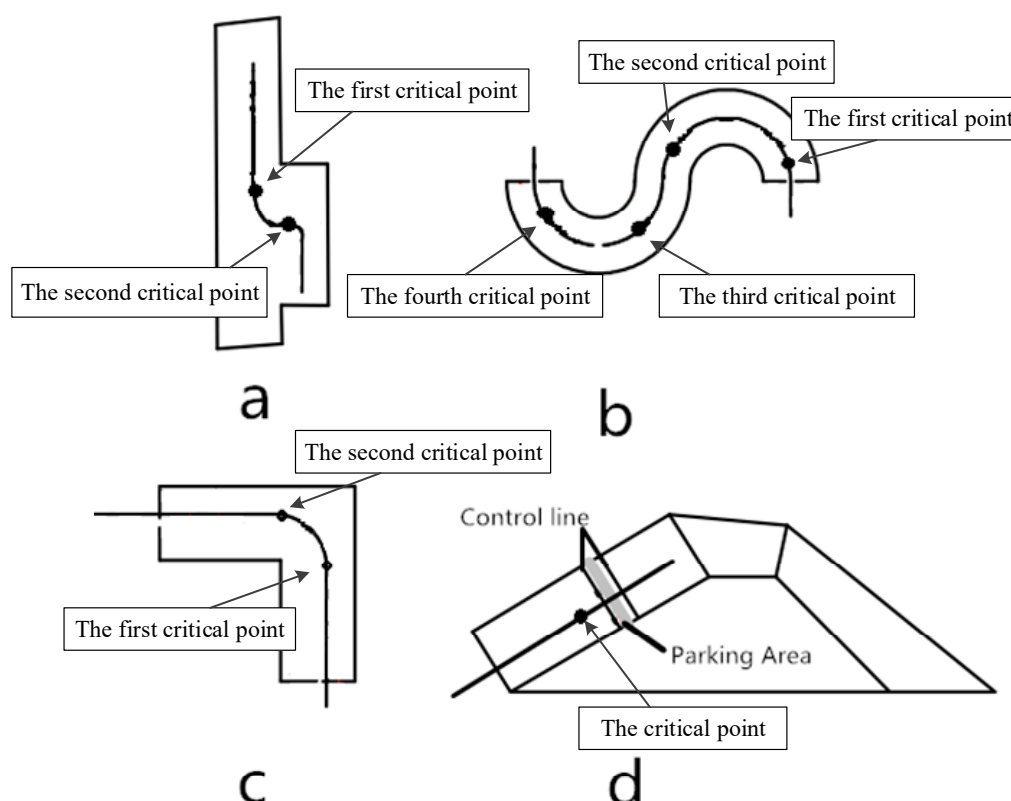 The first critical point
The second critical point
a
The second critical point
The first critical point
The fourth critical point
The third critical point
b
The second critical point
The first critical point
c
Control line
Parking Area
The critical point
d